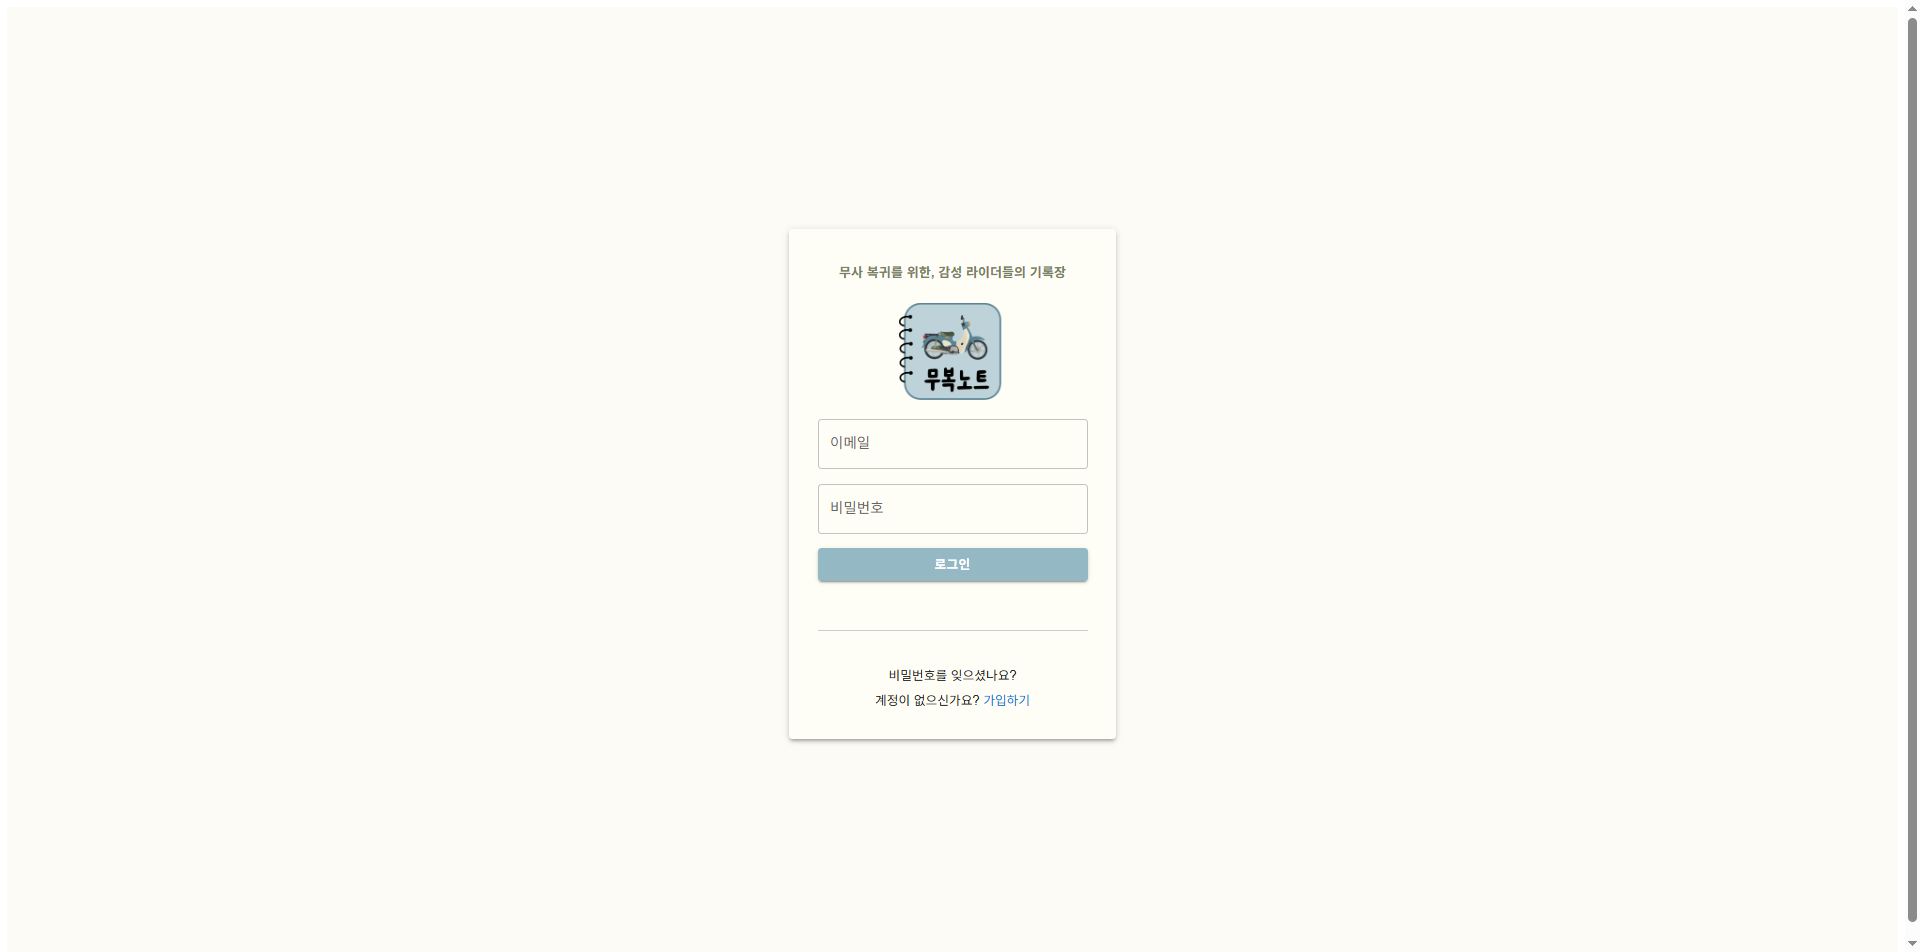 무사 복귀를 위한, 감성 라이더들의 기록장
무복노트
이메일
비밀번호
로그인
비밀번호를 잊으셨나요?
계정이 없으신가요? 가입하기